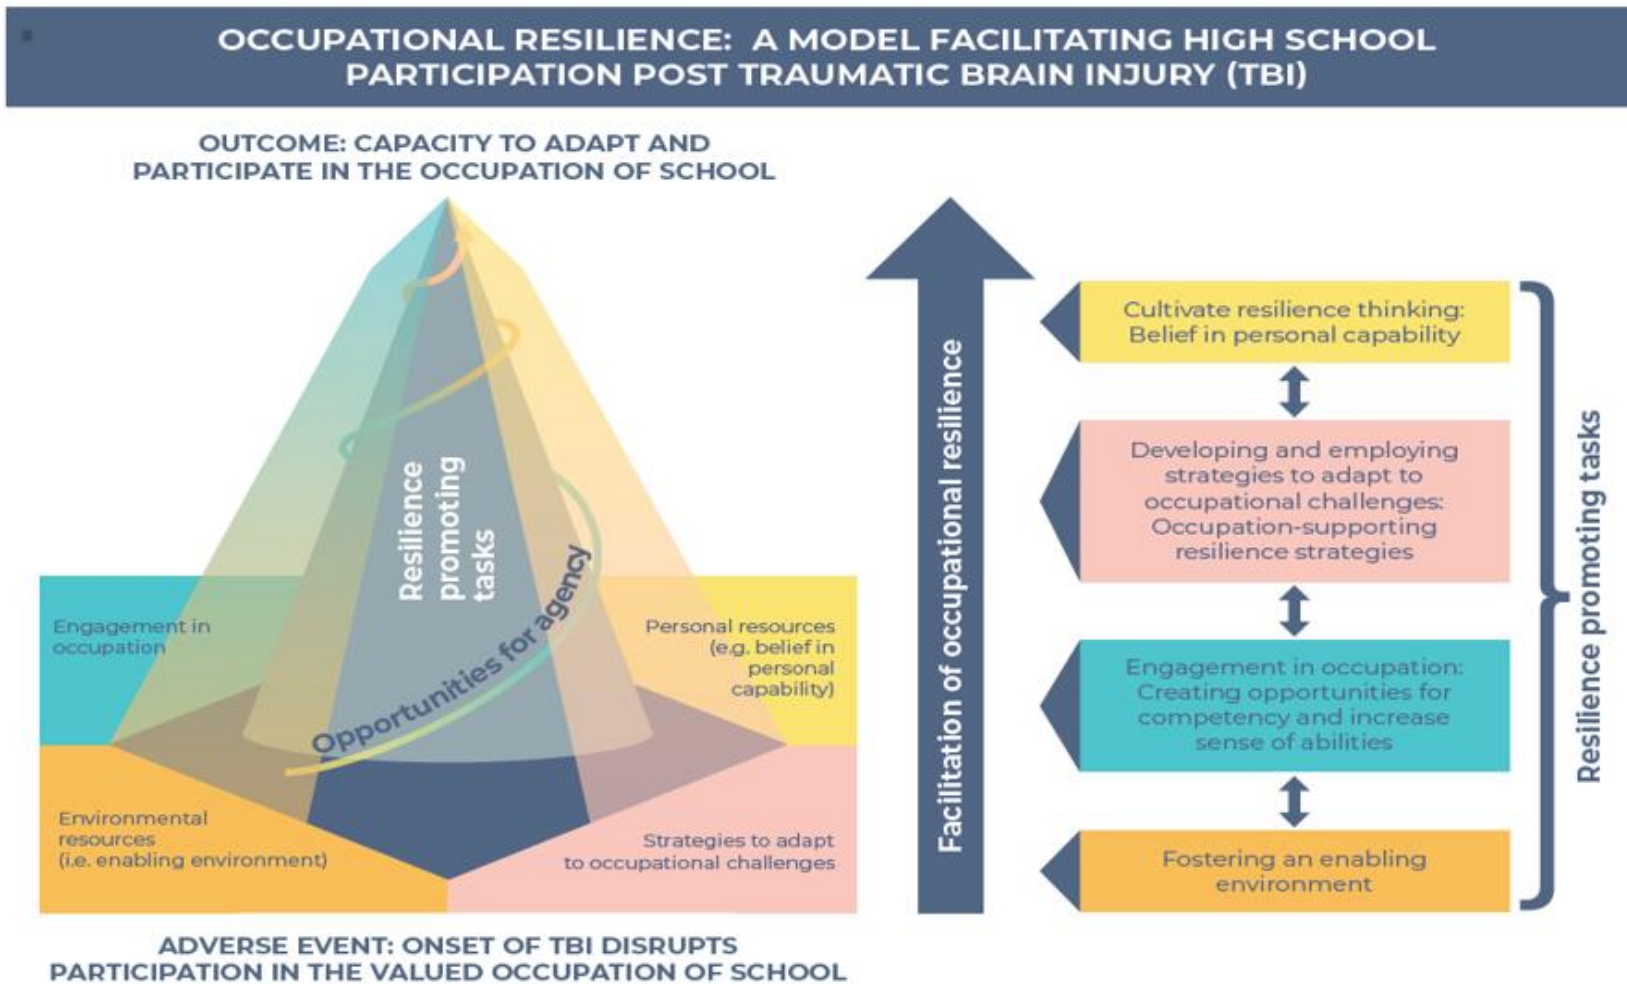 OCCUPATIONAL RESILIENCE: A MODEL FACILITATING HIGH SCHOOL
PARTICIPATION POST TRAUMATIC BRAIN INJURY (TBI)
OUTCOME: CAPACITY TO ADAPT AND
PARTICIPATE IN THE OCCUPATION OF SCHOOL
Resilience
promoting
tasks
Opportunities for agency
Engagement in
occupation
Personal resources
(e.g. belief in
personal
capability)
Environmental
resources
(i.e. enabling environment)
Strategies to adapt
to occupational challenges
ADVERSE EVENT: ONSET OF TBI DISRUPTS
PARTICIPATION IN THE VALUED OCCUPATION OF SCHOOL
Facilitation of occupational resilience
Cultivate resilience thinking:
Belief in personal capability
Developing and employing
strategies to adapt to
occupational challenges:
Occupation-supporting
resilience strategies
Engagement in occupation:
Creating opportunities for
competency and increase
sense of abilities
Fostering an enabling
environment
Resilience promoting tasks